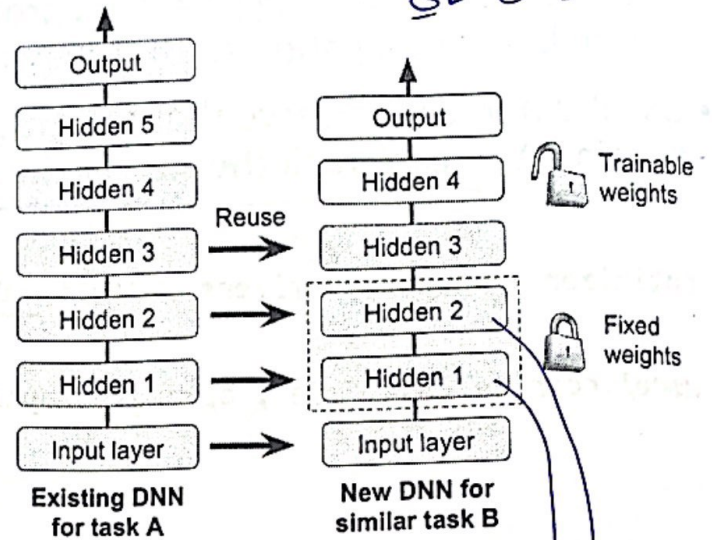 Output
Hidden 5
Hidden 4
Hidden 3
Hidden 2
Hidden 1
Input layer
Existing DNN
for task A
Reuse
Output
Hidden 4
Hidden 3
Hidden 2
Hidden 1
Input layer
New DNN for
similar task B
Trainable
weights
Fixed
weights